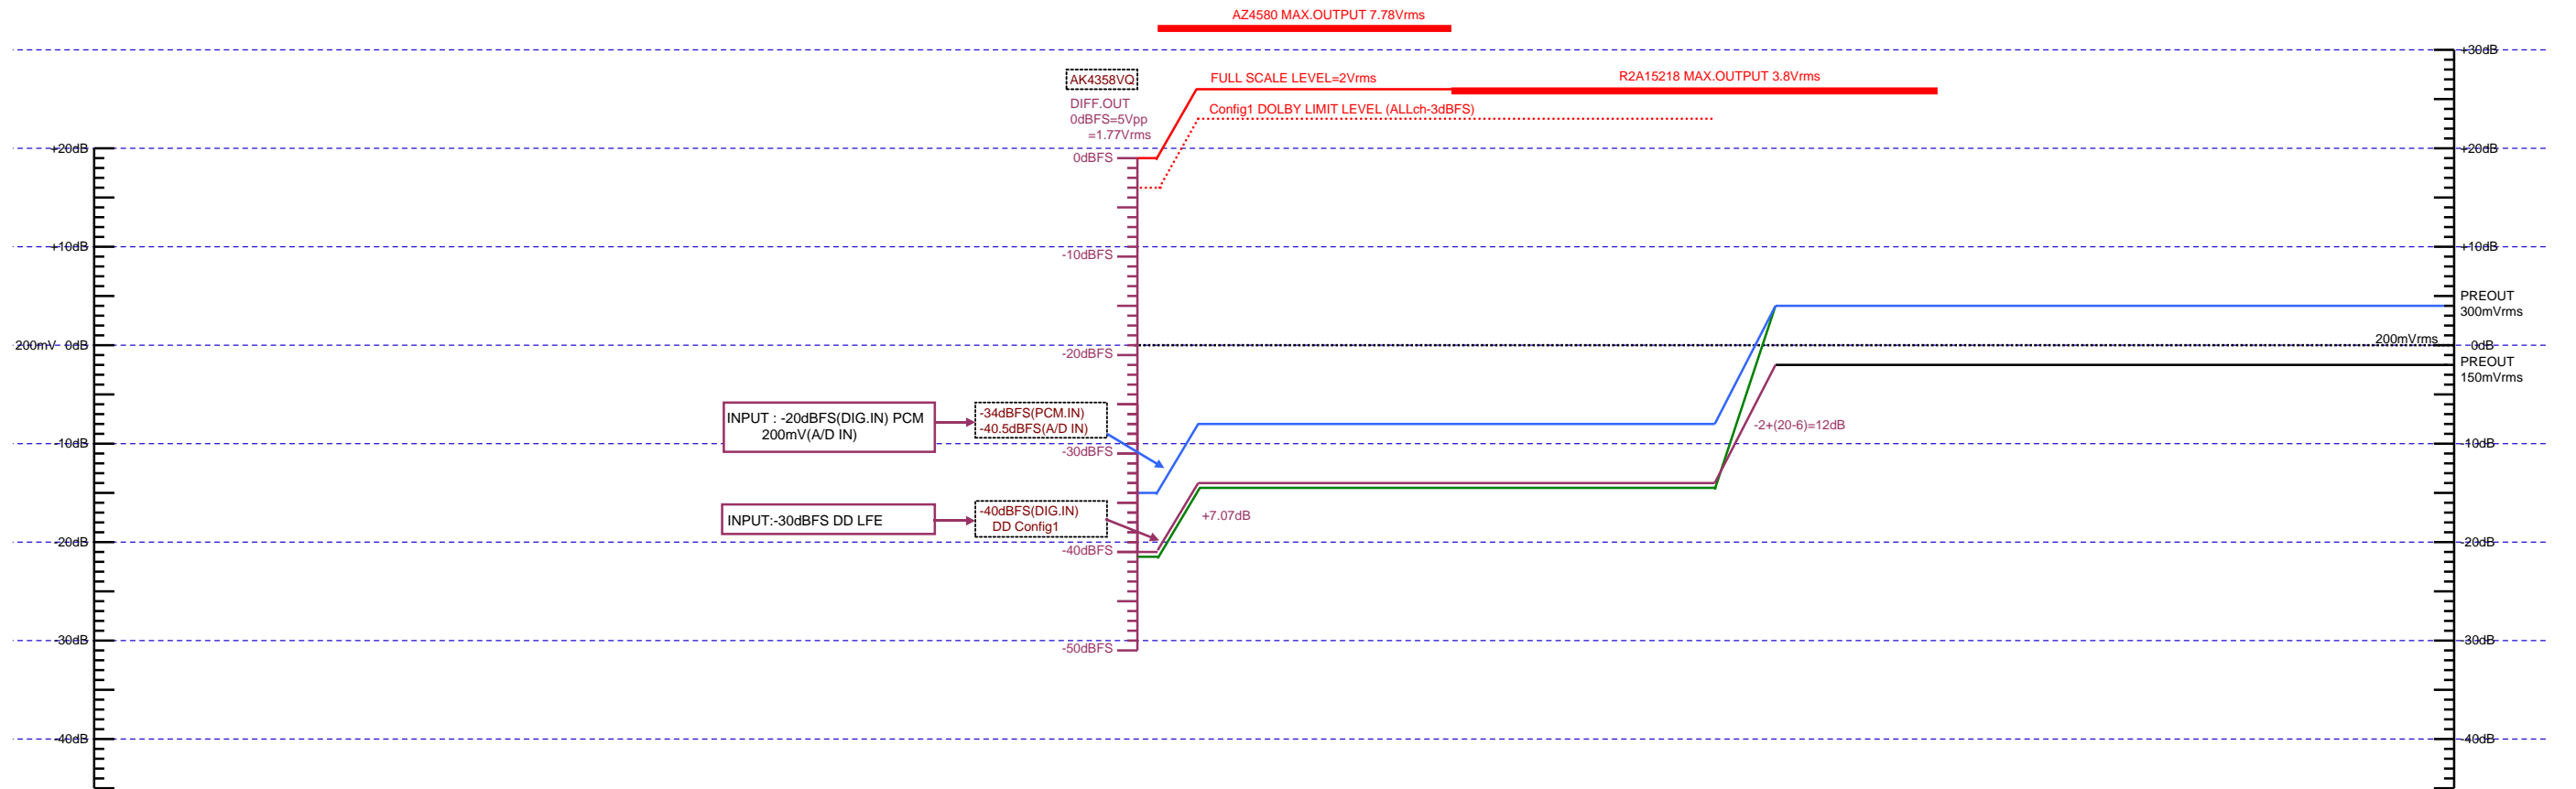 AZ4580 MAX.OUTPUT 7.78Vrms
+30dB
AK4358VQ
FULL SCALE LEVEL=2Vrms
R2A15218 MAX.OUTPUT 3.8Vrms
DIFF.OUT
0dBFS=5Vpp
=1.77Vrms
Config1 DOLBY LIMIT LEVEL (ALLch-3dBFS)
+20dB
0dBFS
+20dB
+10dB
-10dBFS
+10dB
PREOUT
300mVrms
200mV 0dB
-20dBFS
200mVrms
0dB
PREOUT
150mVrms
INPUT : -20dBFS(DIG.IN) PCM
200mV(A/D IN)
-34dBFS(PCM.IN)
-40.5dBFS(A/D IN)
-2+(20-6)=12dB
-10dB
-30dBFS
-10dB
INPUT:-30dBFS DD LFE
-40dBFS(DIG.IN)
DD Config1
+7.07dB
-20dB
-40dBFS
-20dB
-30dB
-50dBFS
-30dB
-40dB
-40dB